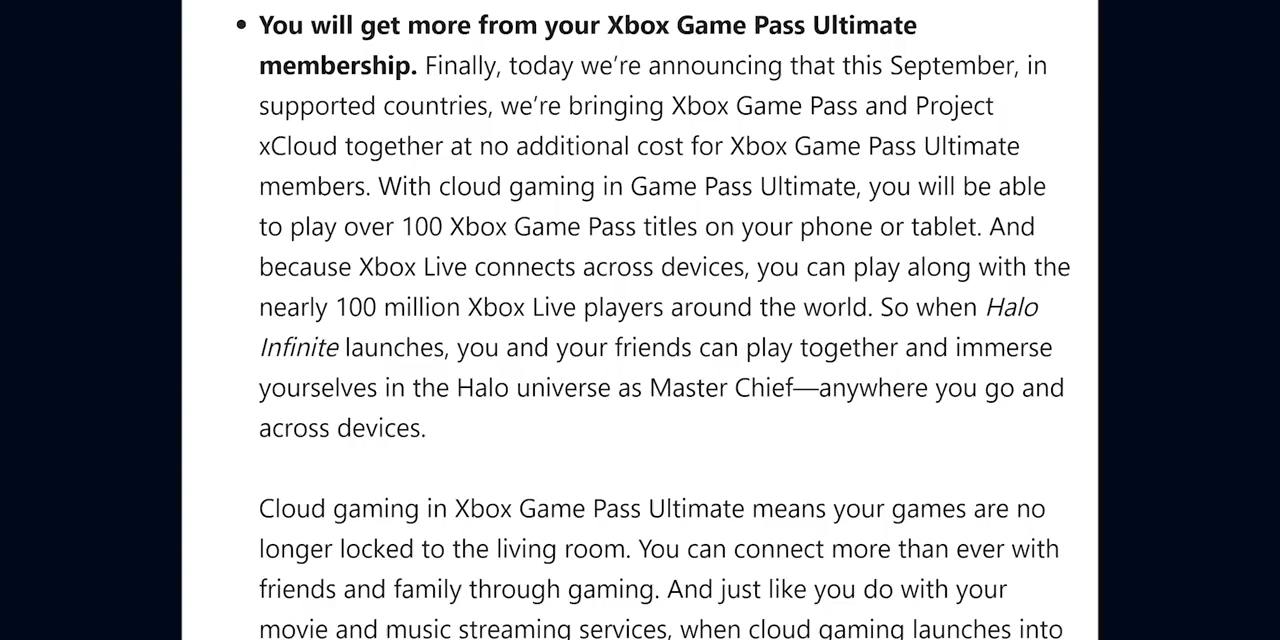 • You will get more from your Xbox Game Pass Ultimate
membership. Finally, today we’re announcing that this September, in
supported countries, we’re bringing Xbox Game Pass and Project
xCloud together at no additional cost for Xbox Game Pass Ultimate
members. With cloud gaming in Game Pass Ultimate, you will be able
to play over 100 Xbox Game Pass titles on your phone or tablet. And
because Xbox Live connects across devices, you can play along with the
nearly 100 million Xbox Live players around the world. So when Halo
Infinite launches, you and your friends can play together and immerse
yourselves in the Halo universe as Master Chief—anywhere you go and
across devices.
Cloud gaming in Xbox Game Pass Ultimate means your games are no
longer locked to the living room. You can connect more than ever with
friends and family through gaming. And just like you do with your
movie and music streaming services, when cloud gaming launches into